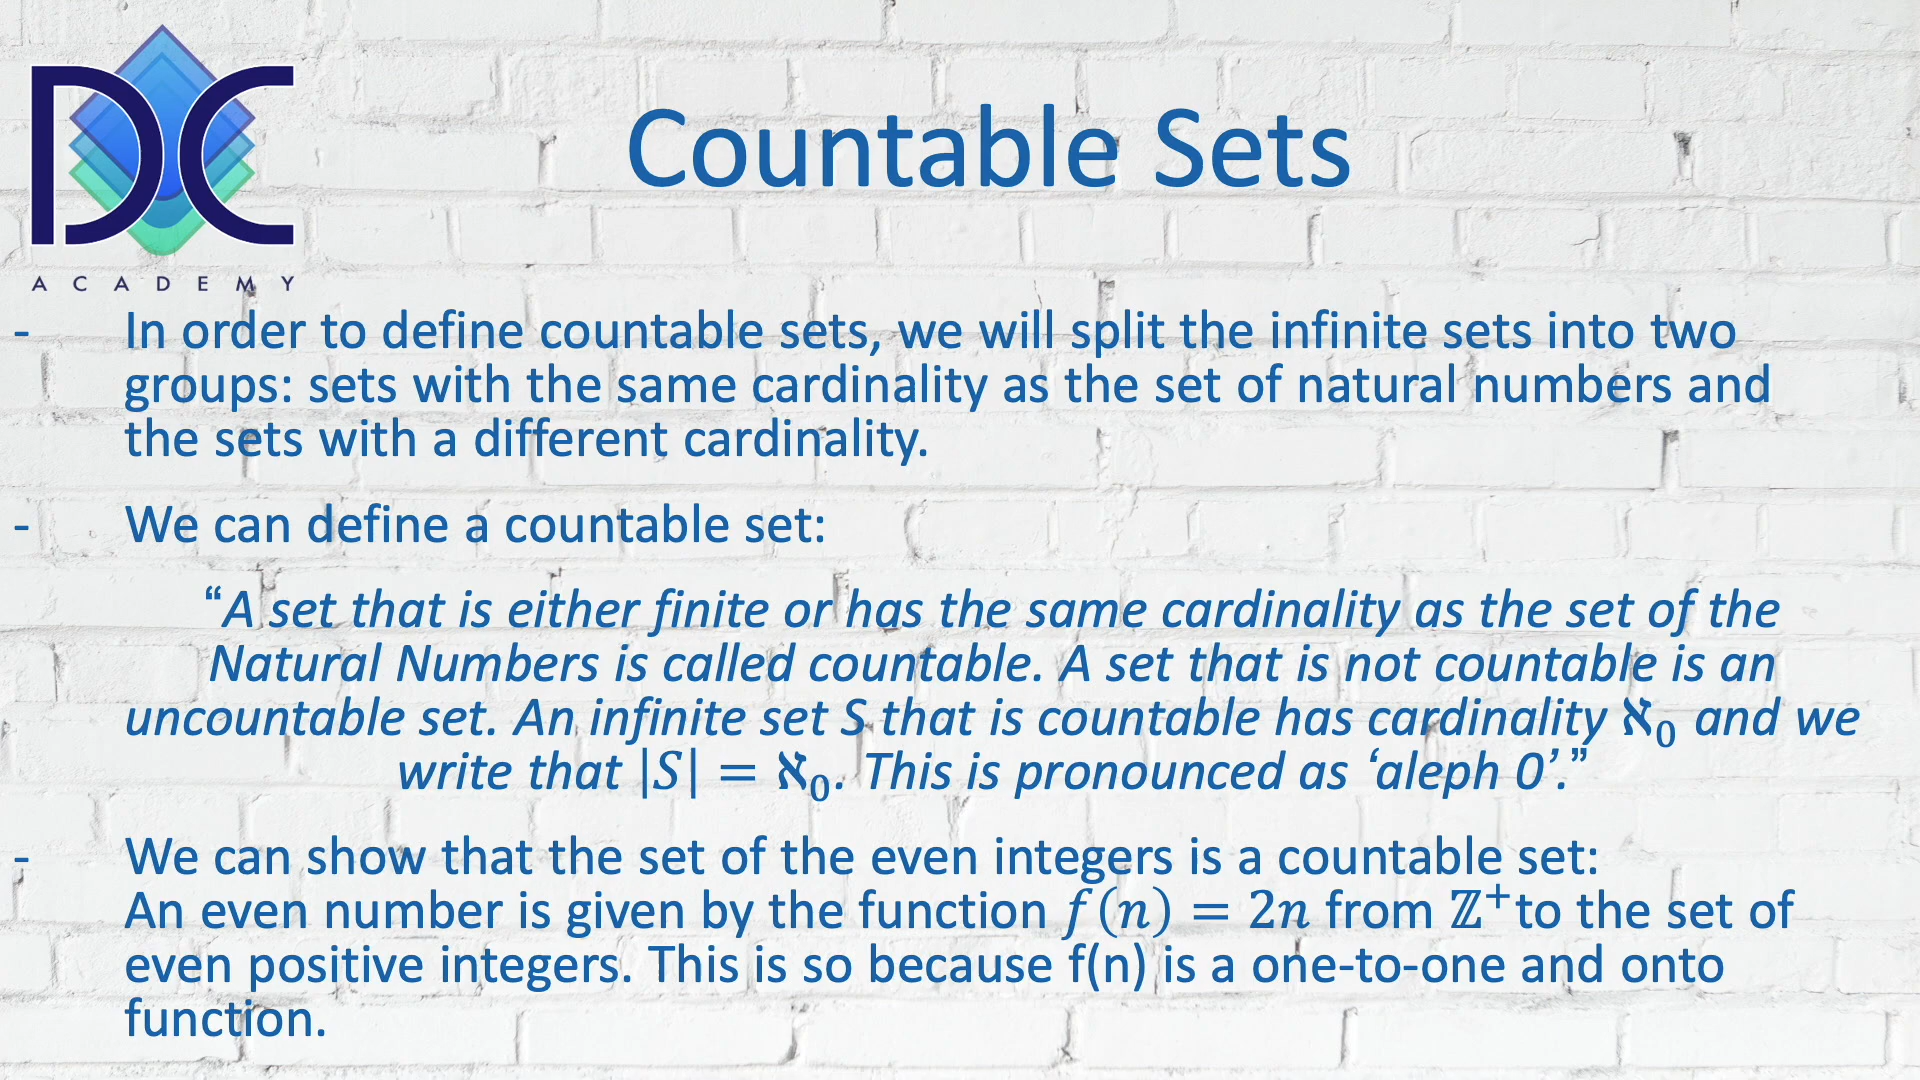 DC
ACADEMY
Countable Sets
- In order to define countable sets, we will split the infinite sets into two
groups: sets with the same cardinality as the set of natural numbers and
the sets with a different cardinality.
- We can define a countable set:
“A set that is either finite or has the same cardinality as the set of the
Natural Numbers is called countable. A set that is not countable is an
uncountable set. An infinite set S that is countable has cardinality ℵ₀ and we
write that |S| = ℵ₀. This is pronounced as ‘aleph 0’.”
- We can show that the set of the even integers is a countable set:
An even number is given by the function f(n) = 2n from ℤ⁺to the set of
even positive integers. This is so because f(n) is a one-to-one and onto
function.